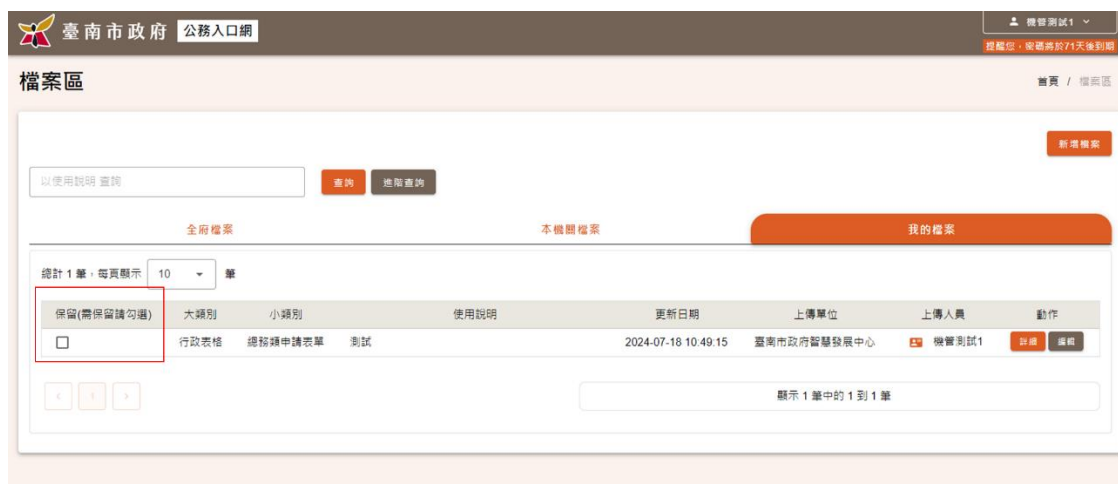 臺南市政府 公務入口網
機管測試1
提醒您，密碼將於71天後到期
檔案區
首頁 / 檔案區
新增檔案
以使用說明 查詢 查詢 進階查詢
全府檔案 本機關檔案 我的檔案
總計 1 筆，每頁顯示 10 筆
保留(需保留請勾選) 大類別 小類別 使用說明 更新日期 上傳單位 上傳人員 動作
行政表格 總務類申請表單 測試 2024-07-18 10:49:15 臺南市政府智慧發展中心 機管測試1 詳細 編輯
‹ 1 ›
顯示 1 筆中的 1 到 1 筆